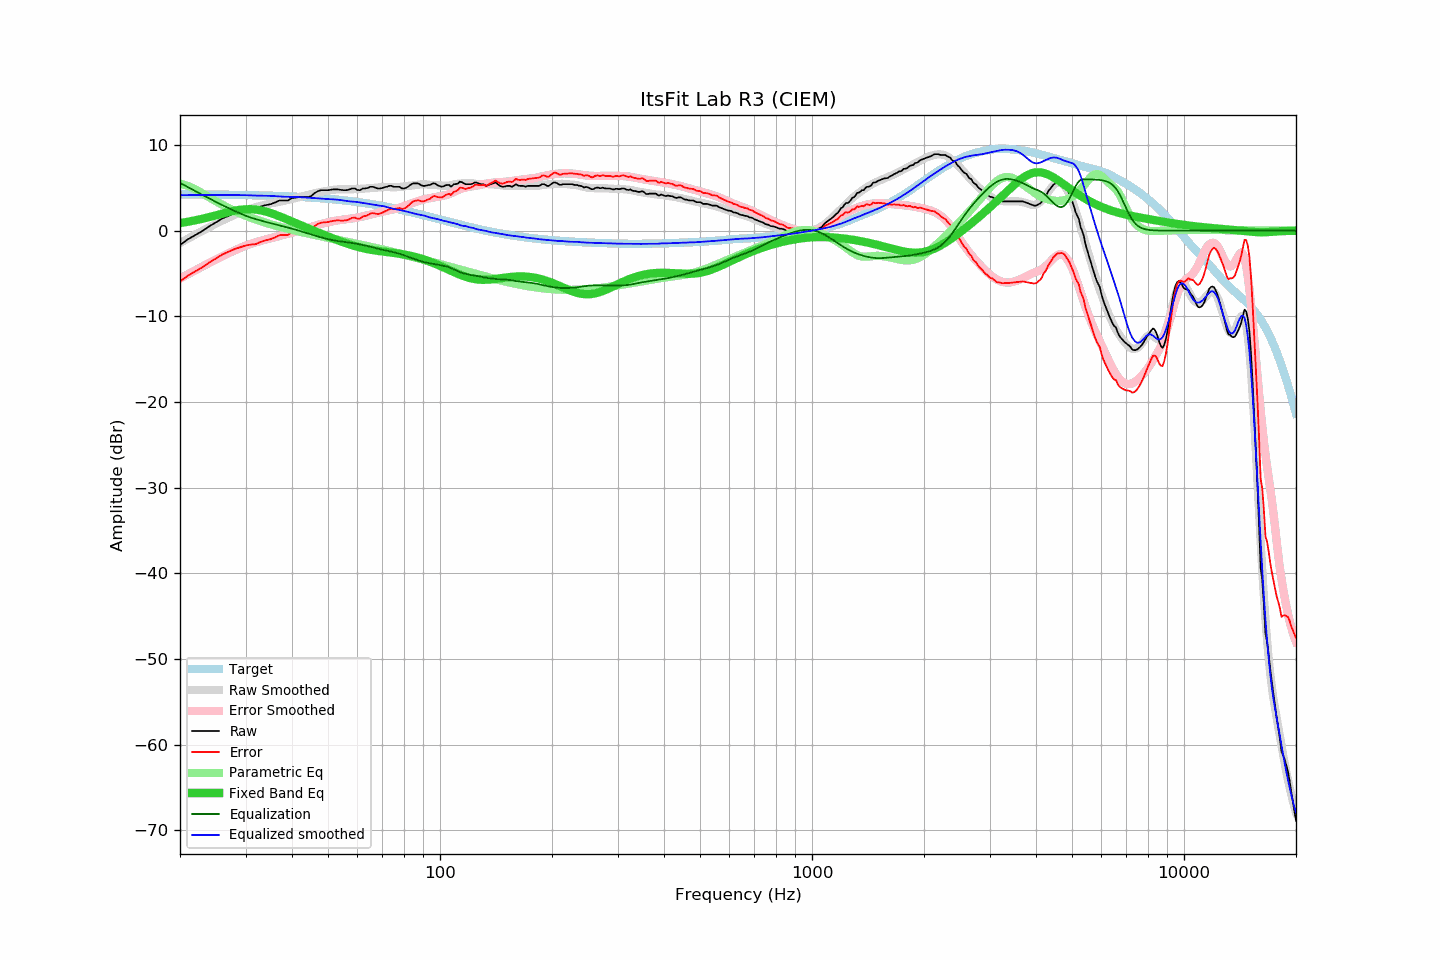 ItsFit Lab R3 (CIEM)
10
0
−10
−20
−30
−40
−50
−60
−70
Amplitude (dBr)
Target
Raw Smoothed
Error Smoothed
Raw
Error
Parametric Eq
Fixed Band Eq
Equalization
Equalized smoothed
100
1000
10000
Frequency (Hz)